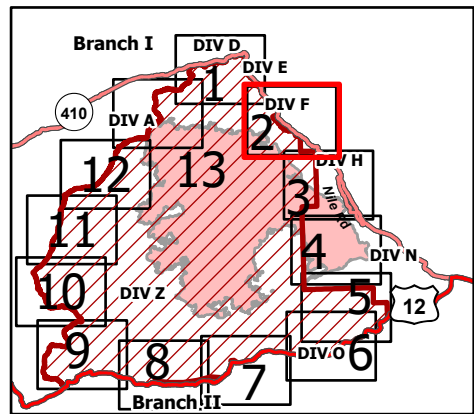 Branch I
DIV D
1
DIV E
410
DIV A
DIV F
2
12
13
DIV H
3
Nile Rd
11
4
DIV N
10
DIV Z
5
12
9
8
7
DIV O
6
Branch II